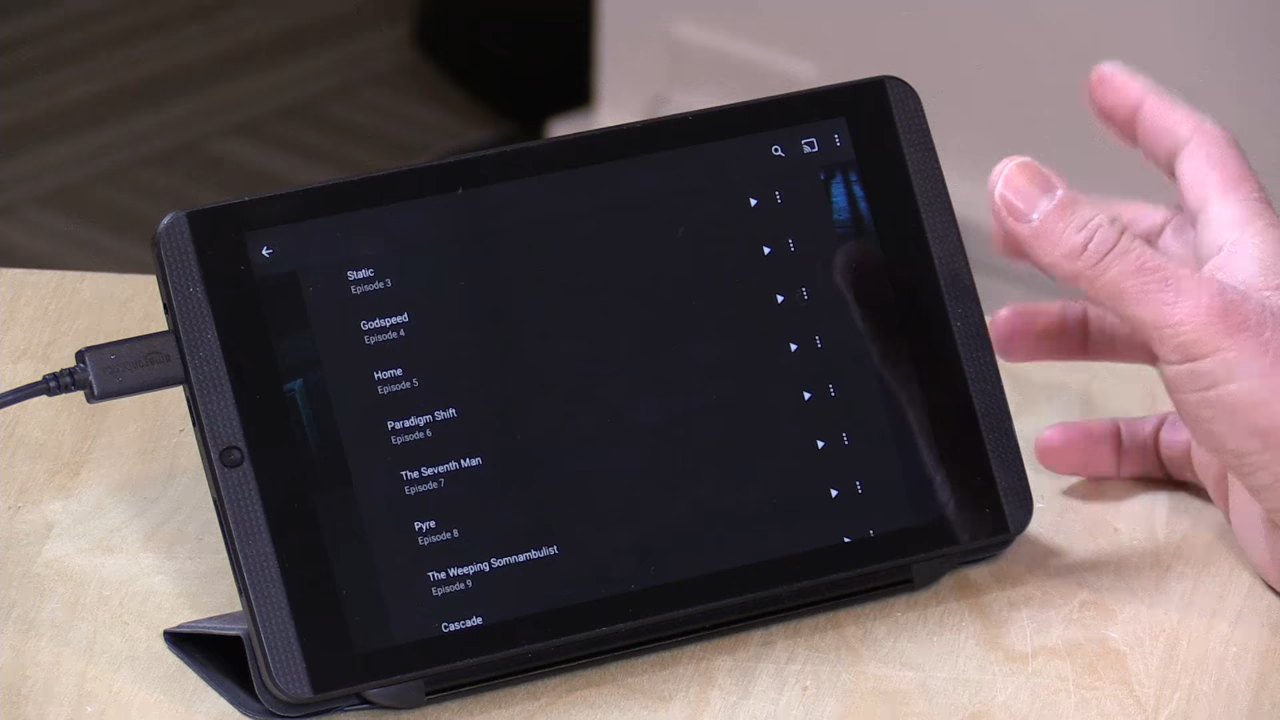 Static
Episode 3
Godspeed
Episode 4
Home
Episode 5
Paradigm Shift
Episode 6
The Seventh Man
Episode 7
Pyre
Episode 8
The Weeping Somnambulist
Episode 9
Cascade